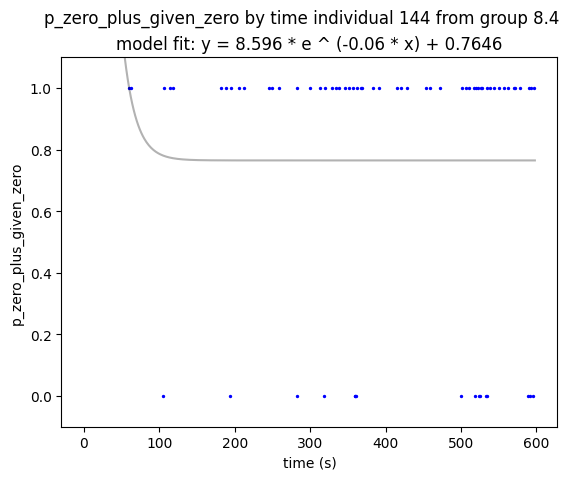 p_zero_plus_given_zero by time individual 144 from group 8.4
model fit: y = 8.596 * e ^ (-0.06 * x) + 0.7646
1.0
0.8
0.6
0.4
0.2
0.0
p_zero_plus_given_zero
0 100 200 300 400 500 600
time (s)